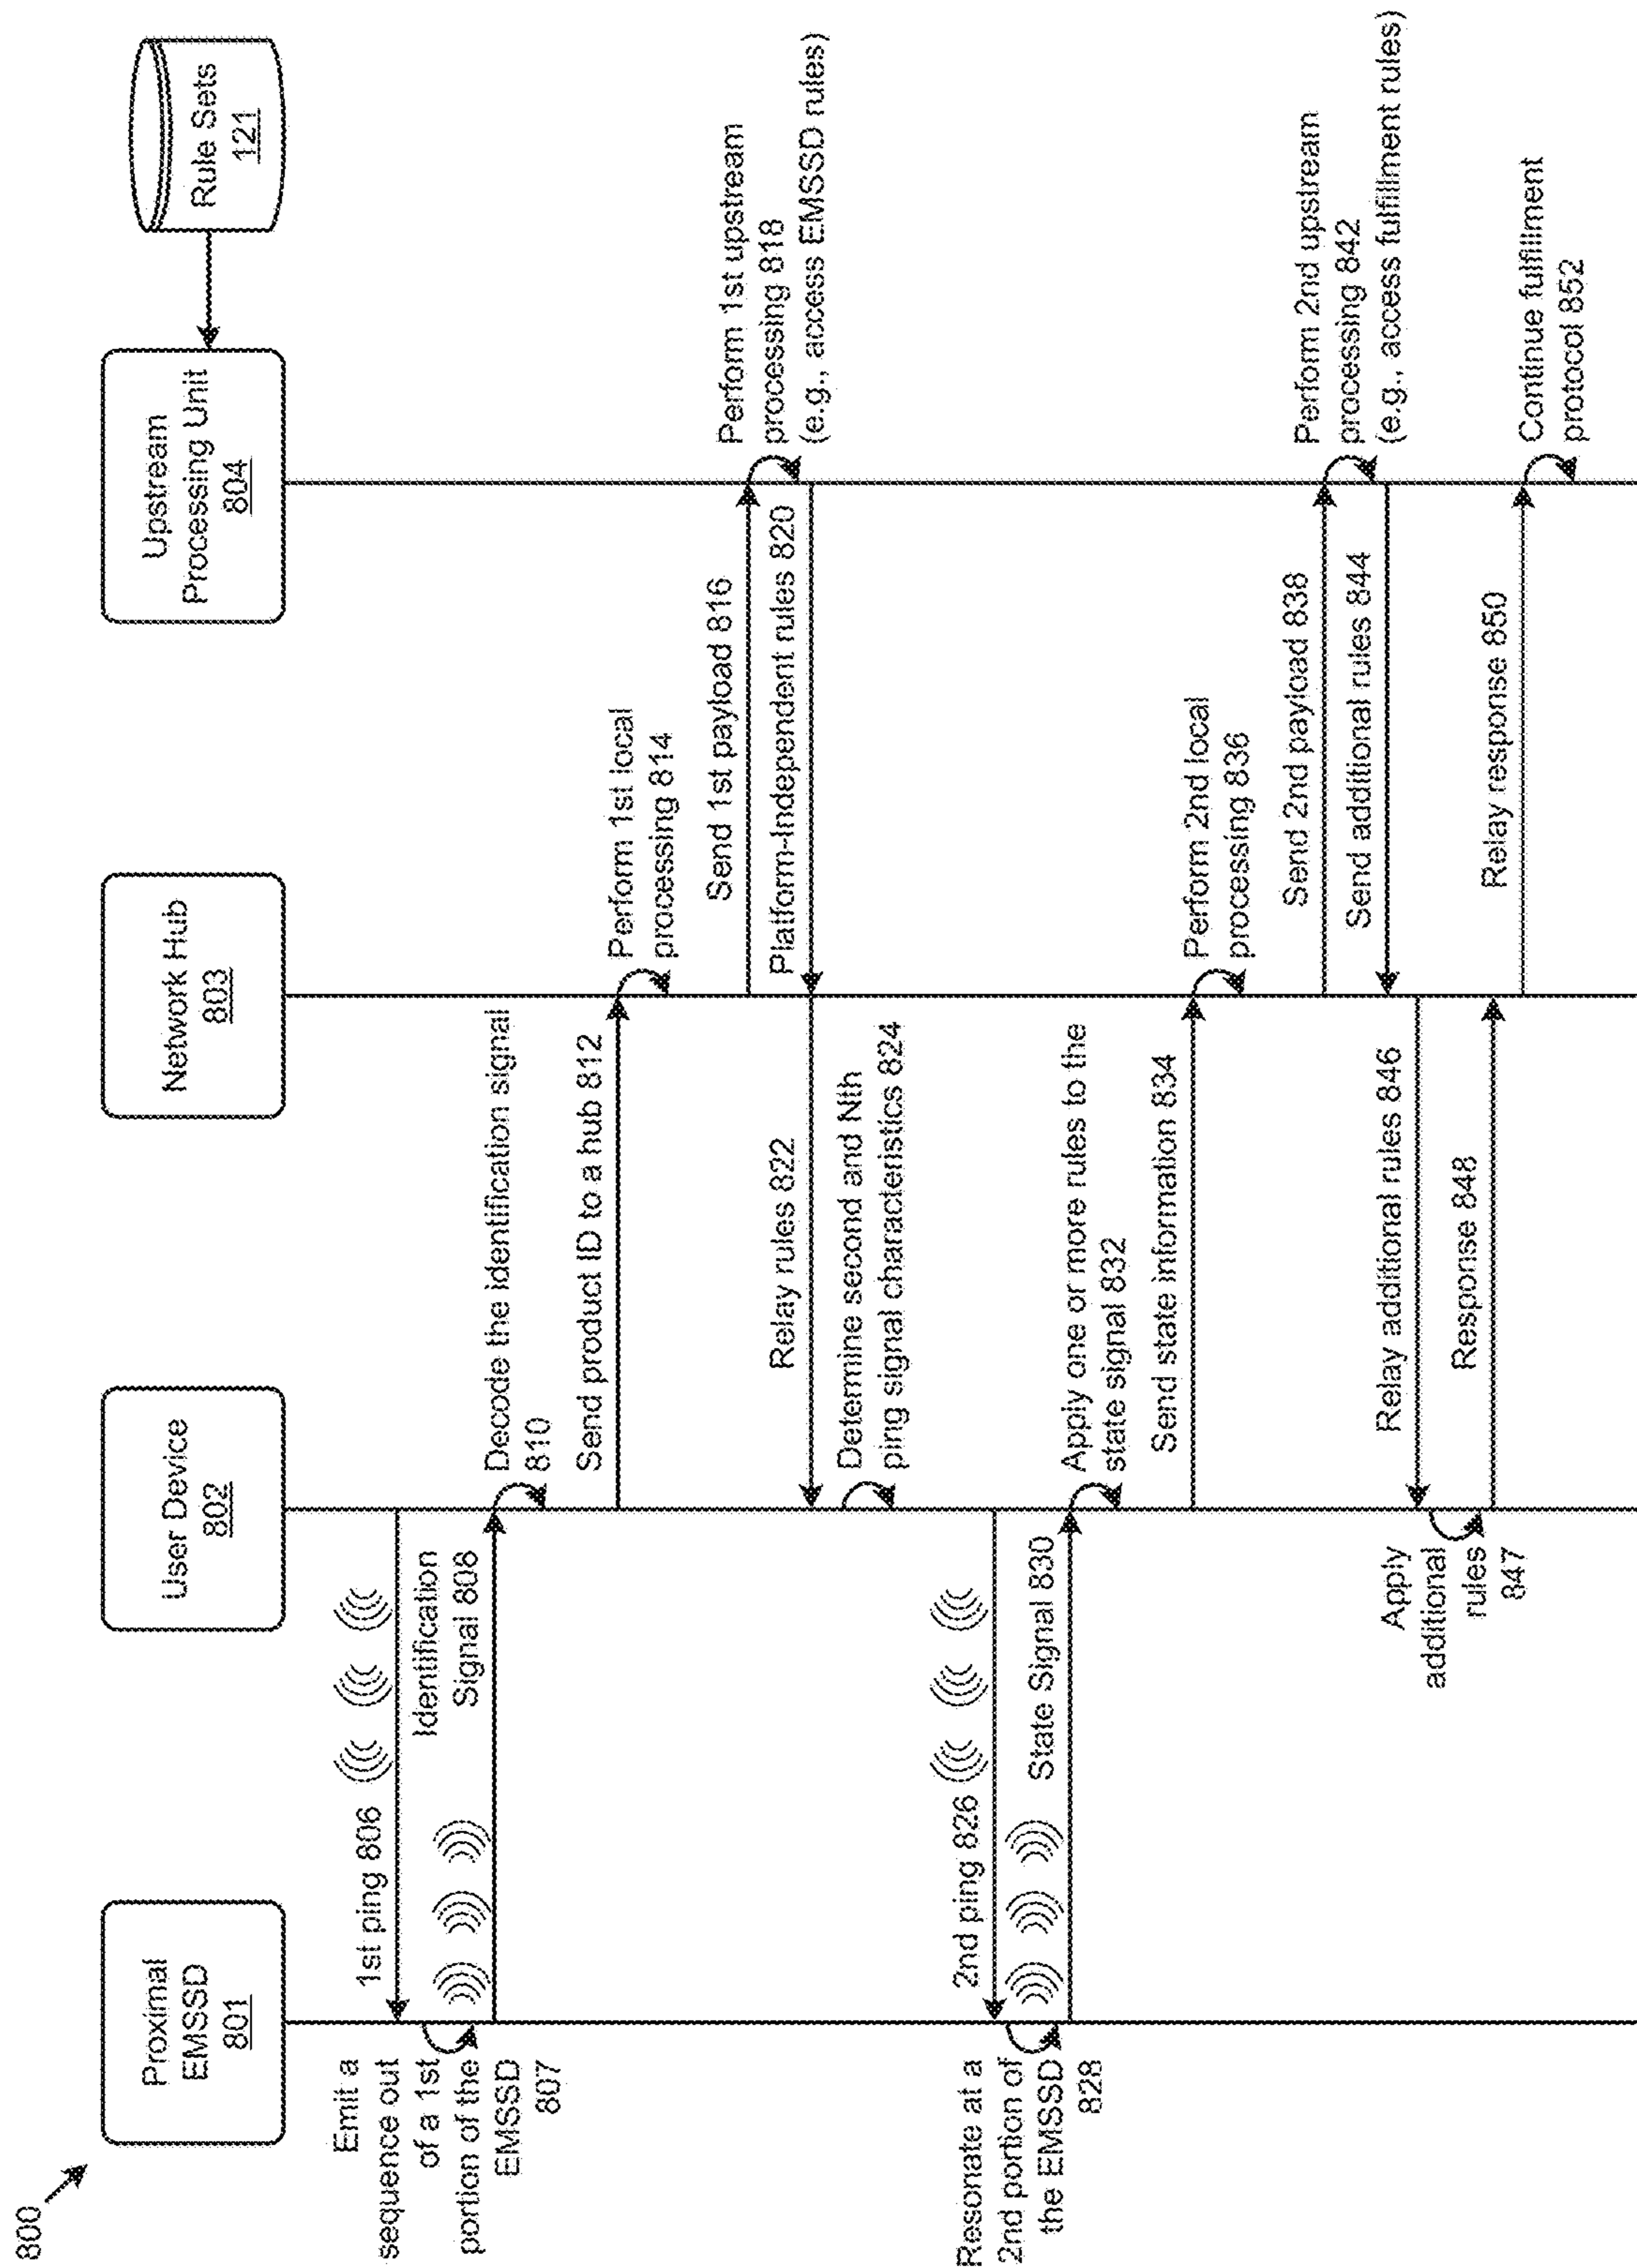 800
Proximal
EMSSD
801
User Device
802
Network Hub
803
Upstream
Processing Unit
804
Rule Sets
121
1st ping 806
Emit a
sequence out
of a 1st
portion of the
EMSSD
807
Identification
Signal 808
Decode the identification signal
810
Send product ID to a hub 812
Perform 1st local
processing 814
Send 1st payload 816
Perform 1st upstream
processing 818
(e.g., access EMSSD rules)
Platform-Independent rules 820
Relay rules 822
Determine second and Nth
ping signal characteristics 824
2nd ping 826
Resonate at a
2nd portion of
the EMSSD
828
State Signal 830
Apply one or more rules to the
state signal 832
Send state information 834
Perform 2nd local
processing 836
Send 2nd payload 838
Perform 2nd upstream
processing 842
(e.g., access fulfillment rules)
Send additional rules 844
Relay additional rules 846
Apply
additional
rules
847
Response 848
Relay response 850
Continue fulfillment
protocol 852